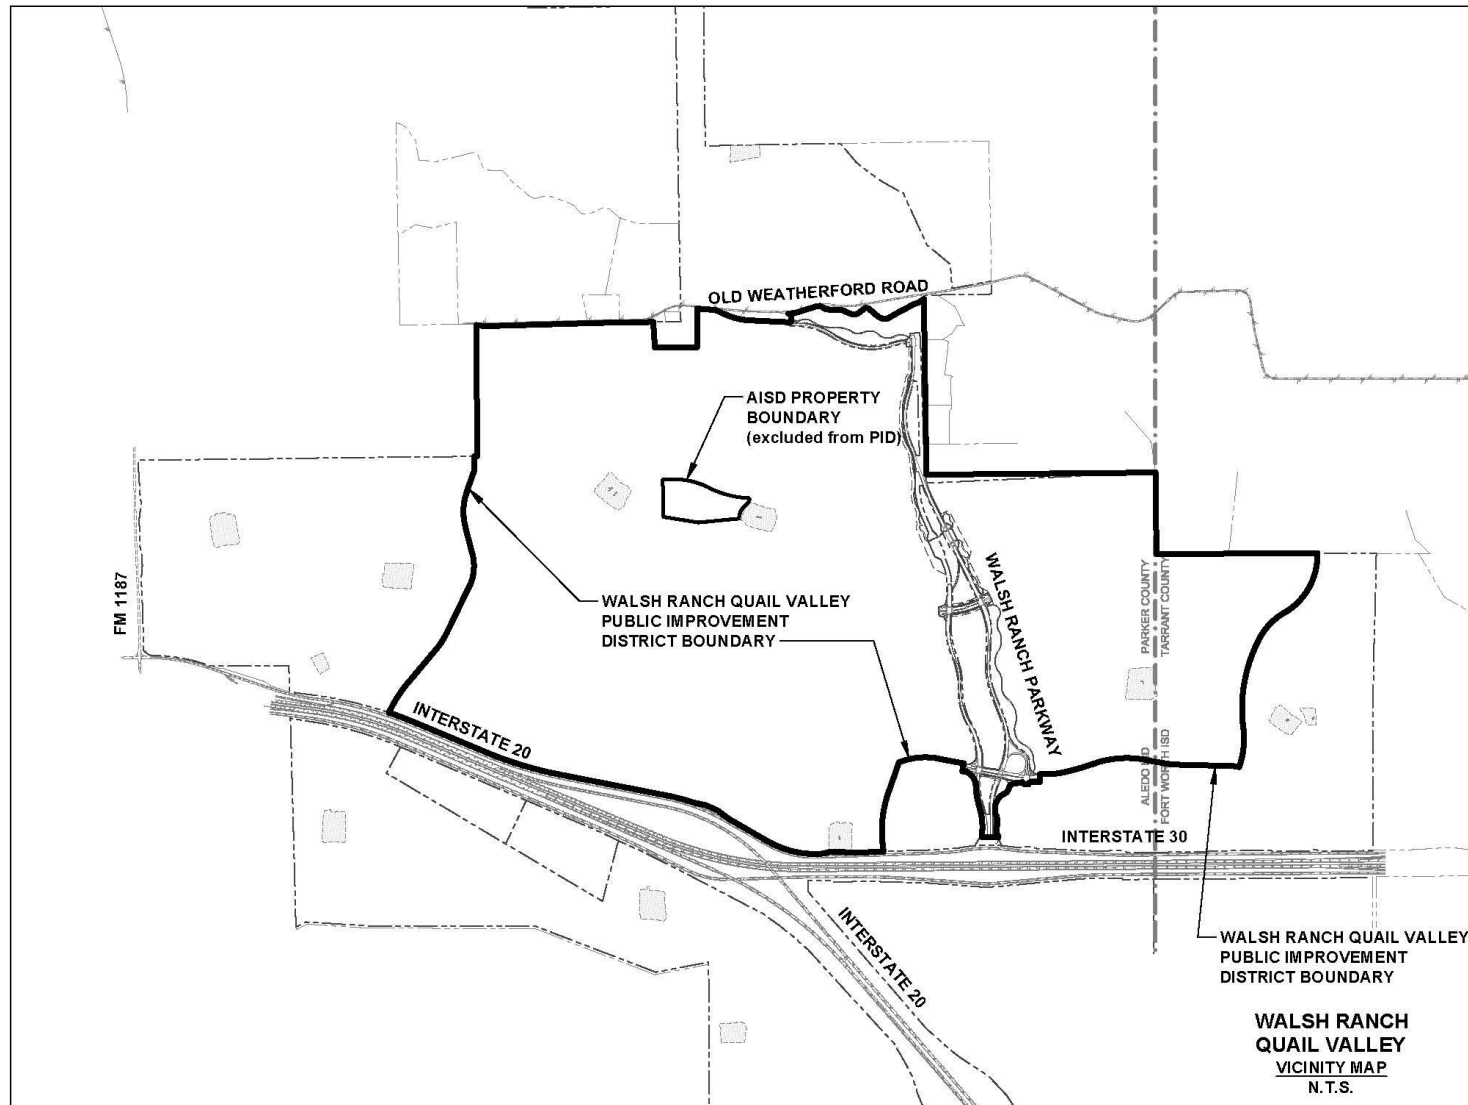 OLD WEATHERFORD ROAD
AISD PROPERTY
BOUNDARY
(excluded from PID)
FM 1187
WALSH RANCH QUAIL VALLEY
PUBLIC IMPROVEMENT
DISTRICT BOUNDARY
WALSH RANCH PARKWAY
PARKER COUNTY
TARRANT COUNTY
INTERSTATE 20
ALEDO ISD
FORT WORTH ISD
INTERSTATE 30
INTERSTATE 20
WALSH RANCH QUAIL VALLEY
PUBLIC IMPROVEMENT
DISTRICT BOUNDARY
WALSH RANCH
QUAIL VALLEY
VICINITY MAP
N.T.S.